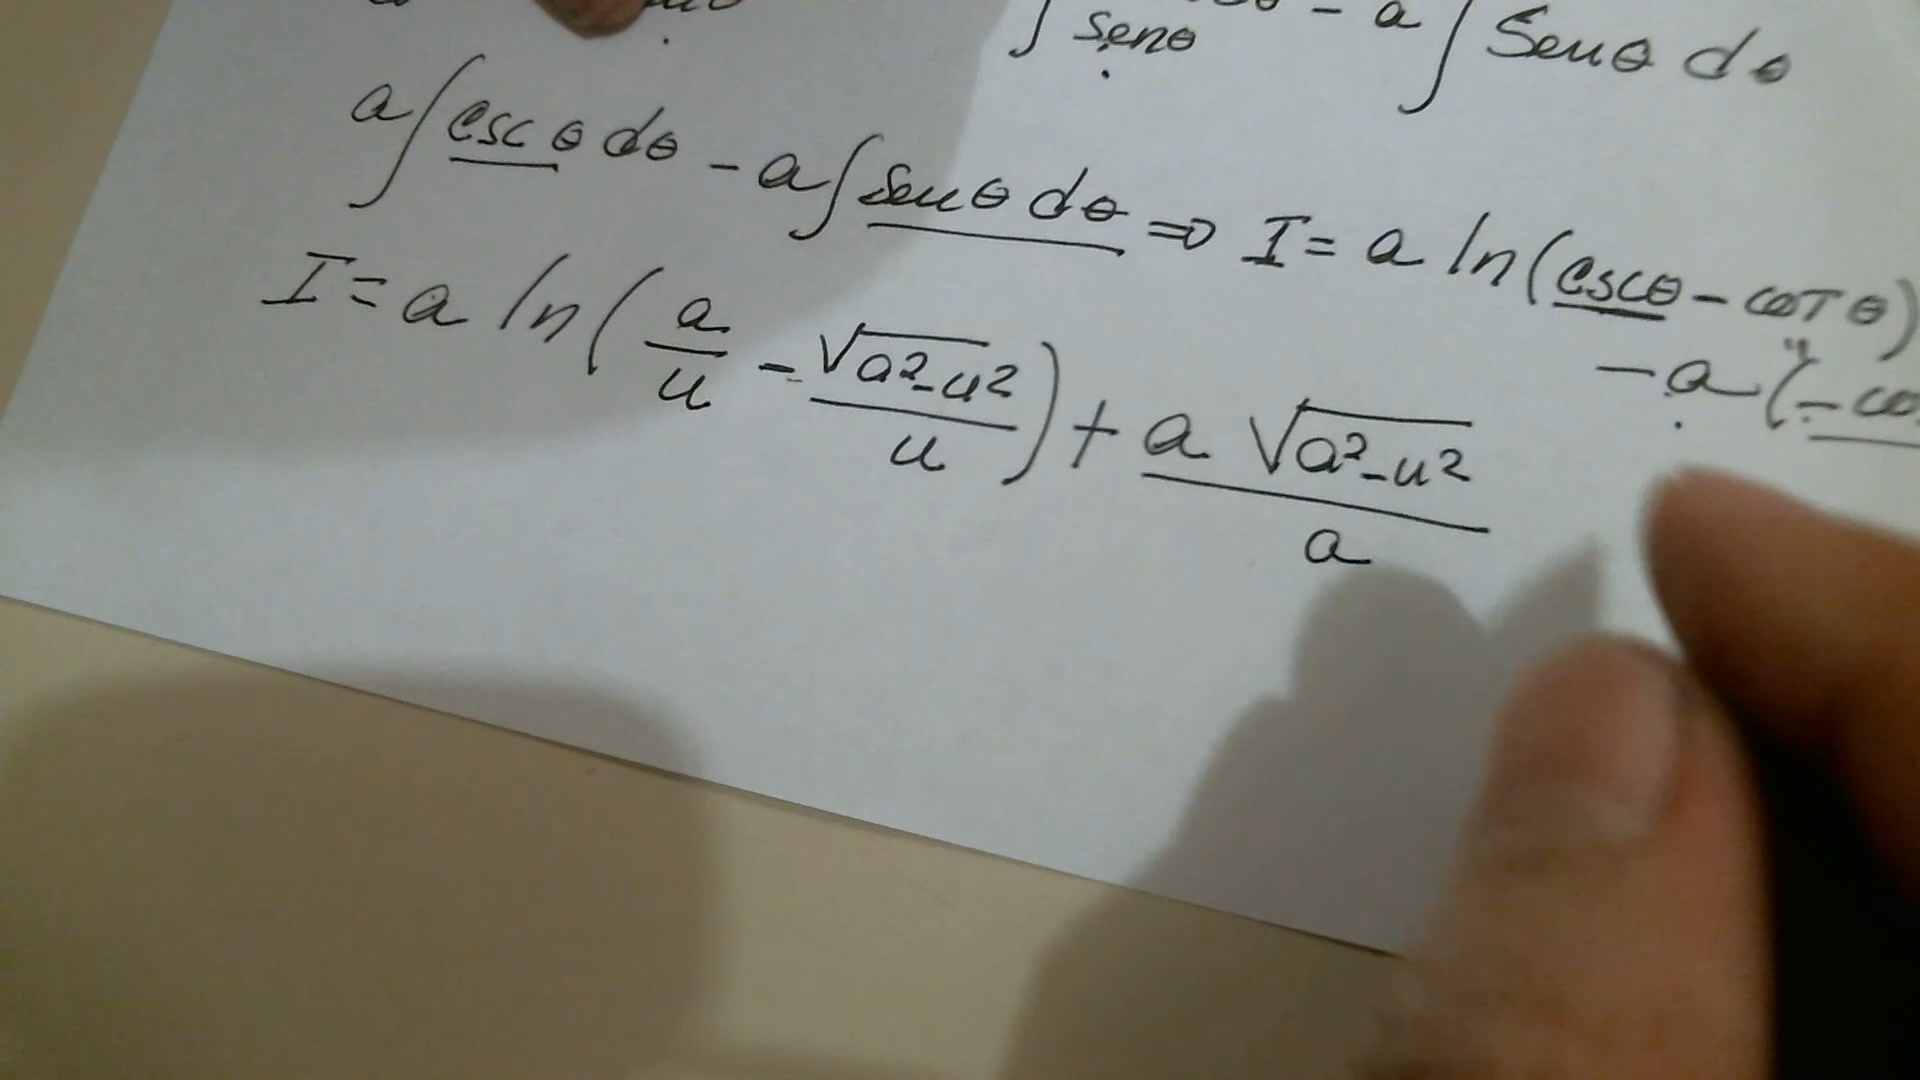 ∫ senθ - a ∫ Senθ dθ
a ∫ cscθ dθ - a ∫ Senθ dθ ⇒ I = a ln(cscθ - cotθ)
- a (-co
I = a ln( a/u - √(a²-u²)/u ) + a √(a²-u²)/a